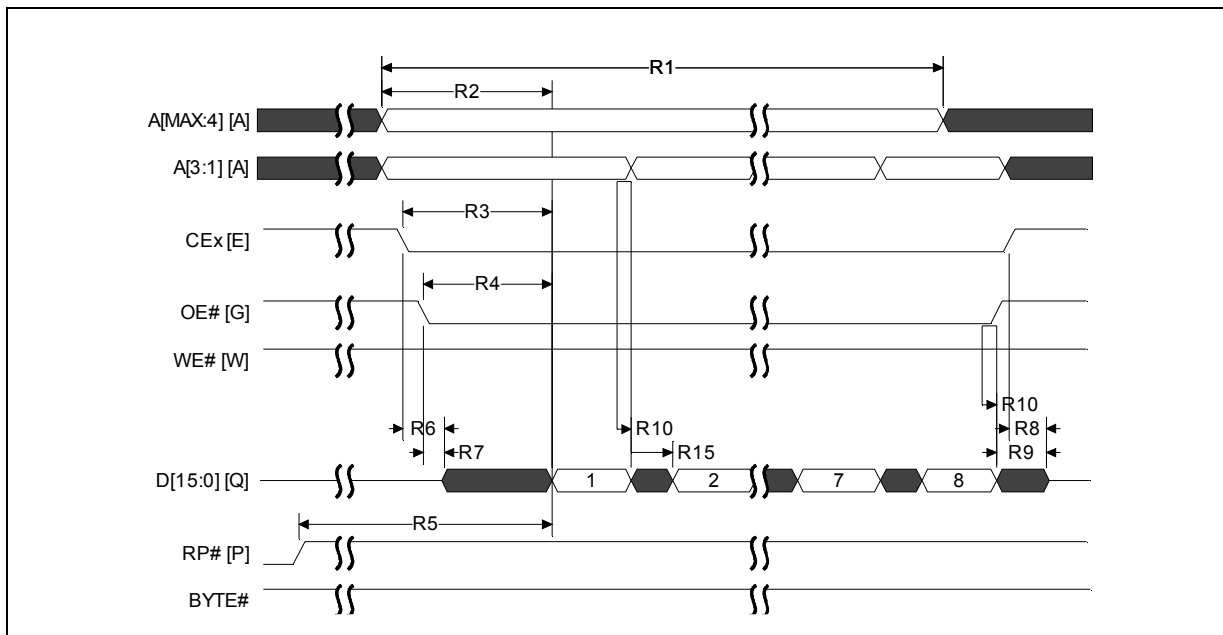 R1
R2
A[MAX:4] [A]
A[3:1] [A]
R3
CEx [E]
R4
OE# [G]
WE# [W]
R10
R6
R10
R8
R7
R15
R9
D[15:0] [Q]
1
2
7
8
R5
RP# [P]
BYTE#